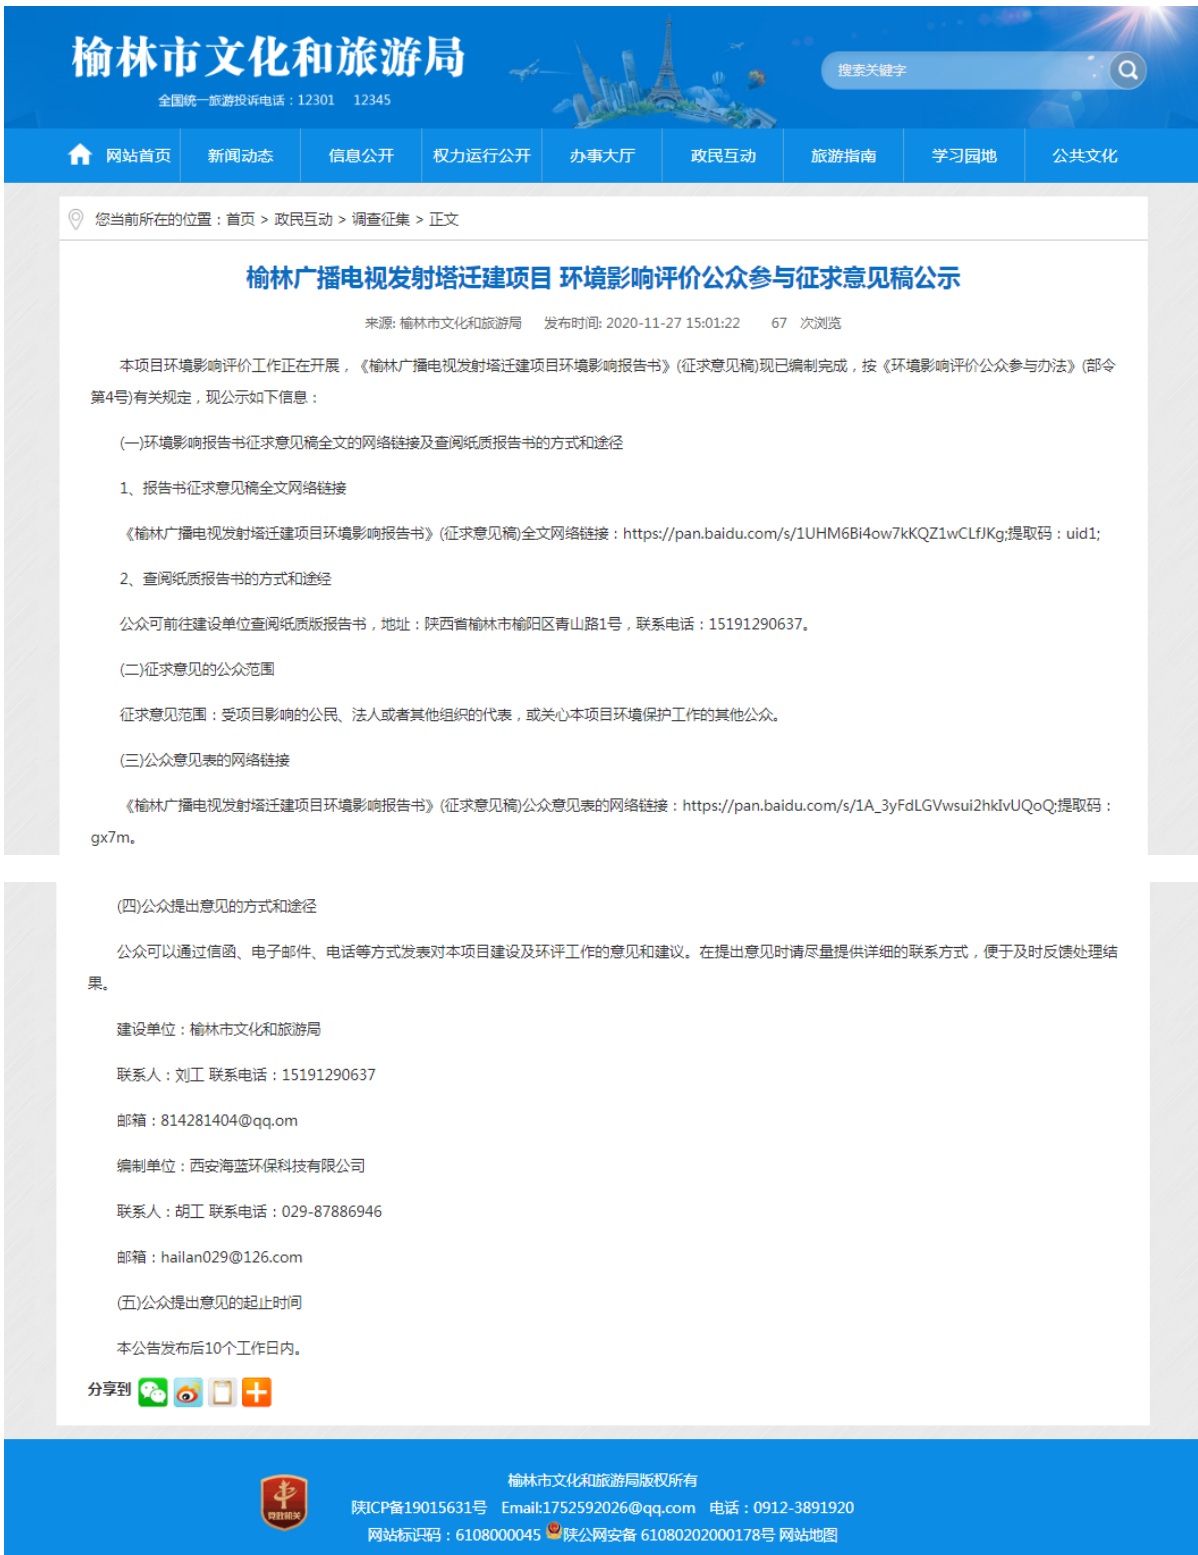 榆林市文化和旅游局
全国统一旅游投诉电话：12301 12345
搜索关键字
网站首页 新闻动态 信息公开 权力运行公开 办事大厅 政民互动 旅游指南 学习园地 公共文化
您当前所在的位置：首页 > 政民互动 > 调查征集 > 正文
榆林广播电视发射塔迁建项目 环境影响评价公众参与征求意见稿公示
来源: 榆林市文化和旅游局 发布时间: 2020-11-27 15:01:22 67 次浏览
本项目环境影响评价工作正在开展，《榆林广播电视发射塔迁建项目环境影响报告书》(征求意见稿)现已编制完成，按《环境影响评价公众参与办法》(部令
第4号)有关规定，现公示如下信息：
(一)环境影响报告书征求意见稿全文的网络链接及查阅纸质报告书的方式和途径
1、报告书征求意见稿全文网络链接
《榆林广播电视发射塔迁建项目环境影响报告书》(征求意见稿)全文网络链接：https://pan.baidu.com/s/1UHM6Bi4ow7kKQZ1wCLfJKg;提取码：uid1;
2、查阅纸质报告书的方式和途经
公众可前往建设单位查阅纸质版报告书，地址：陕西省榆林市榆阳区青山路1号，联系电话：15191290637。
(二)征求意见的公众范围
征求意见范围：受项目影响的公民、法人或者其他组织的代表，或关心本项目环境保护工作的其他公众。
(三)公众意见表的网络链接
《榆林广播电视发射塔迁建项目环境影响报告书》(征求意见稿)公众意见表的网络链接：https://pan.baidu.com/s/1A_3yFdLGVwsui2hkIvUQoQ;提取码：
gx7m。
(四)公众提出意见的方式和途径
公众可以通过信函、电子邮件、电话等方式发表对本项目建设及环评工作的意见和建议。在提出意见时请尽量提供详细的联系方式，便于及时反馈处理结
果。
建设单位：榆林市文化和旅游局
联系人：刘工 联系电话：15191290637
邮箱：814281404@qq.om
编制单位：西安海蓝环保科技有限公司
联系人：胡工 联系电话：029-87886946
邮箱：hailan029@126.com
(五)公众提出意见的起止时间
本公告发布后10个工作日内。
分享到
榆林市文化和旅游局版权所有
党政机关
陕ICP备19015631号 Email:1752592026@qq.com 电话：0912-3891920
网站标识码：6108000045 陕公网安备 61080202000178号 网站地图